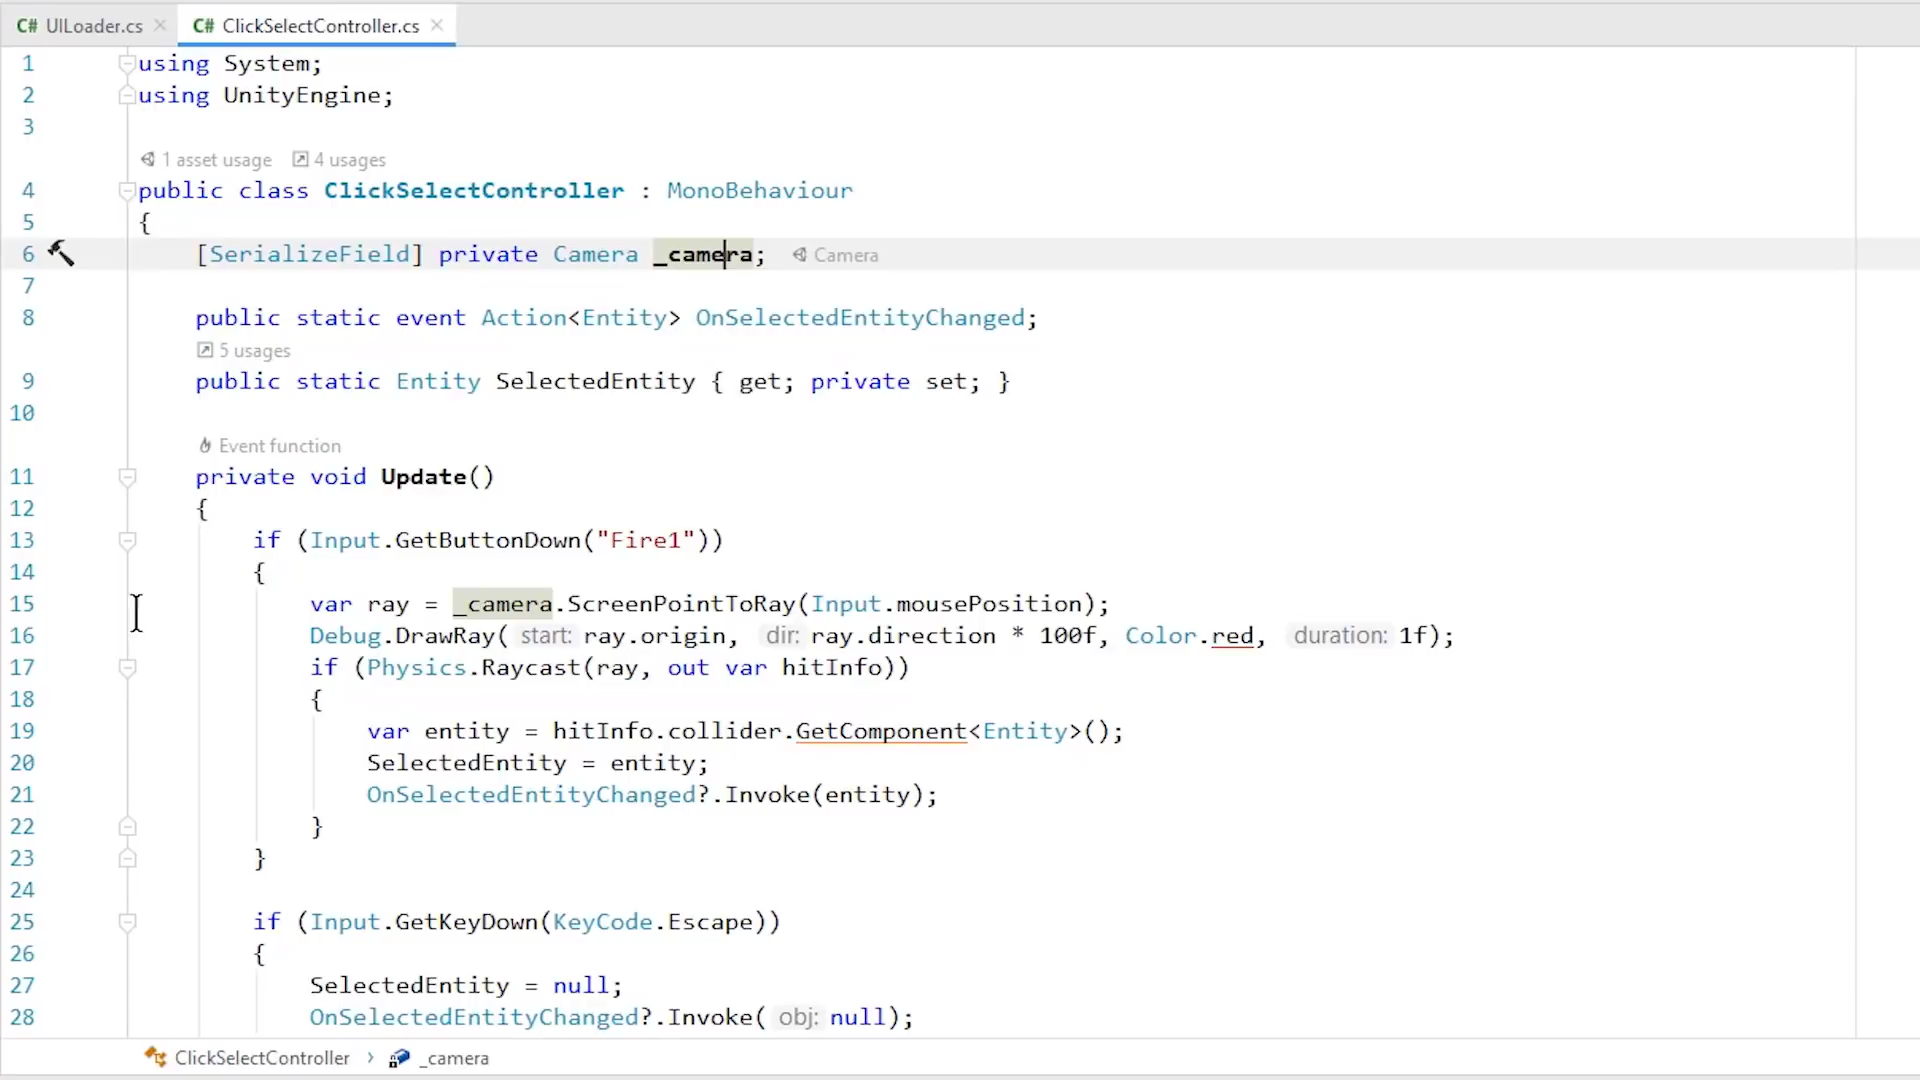 C# UILoader.cs × C# ClickSelectController.cs ×
1 using System;
2 using UnityEngine;
3
1 asset usage 4 usages
4 public class ClickSelectController : MonoBehaviour
5 {
6 [SerializeField] private Camera _camera; Camera
7
8 public static event Action<Entity> OnSelectedEntityChanged;
5 usages
9 public static Entity SelectedEntity { get; private set; }
10
Event function
11 private void Update()
12 {
13 if (Input.GetButtonDown("Fire1"))
14 {
15 var ray = _camera.ScreenPointToRay(Input.mousePosition);
16 Debug.DrawRay( start: ray.origin, dir: ray.direction * 100f, Color.red, duration: 1f);
17 if (Physics.Raycast(ray, out var hitInfo))
18 {
19 var entity = hitInfo.collider.GetComponent<Entity>();
20 SelectedEntity = entity;
21 OnSelectedEntityChanged?.Invoke(entity);
22 }
23 }
24
25 if (Input.GetKeyDown(KeyCode.Escape))
26 {
27 SelectedEntity = null;
28 OnSelectedEntityChanged?.Invoke( obj: null);
ClickSelectController › _camera